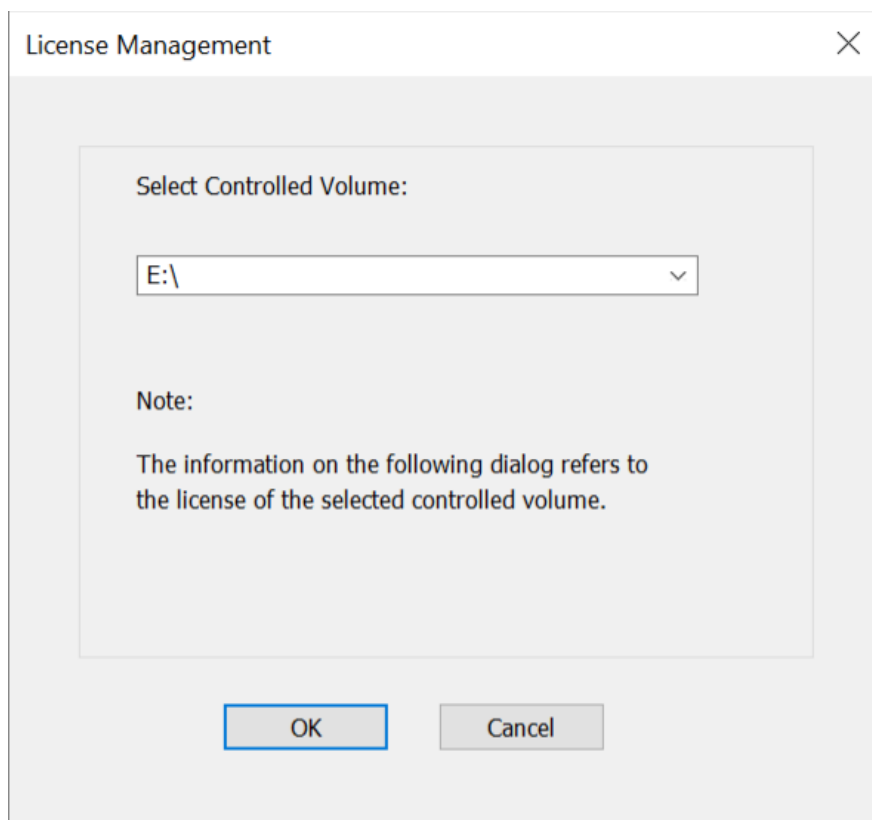 License Management
Select Controlled Volume:
E:\
Note:
The information on the following dialog refers to
the license of the selected controlled volume.
OK
Cancel